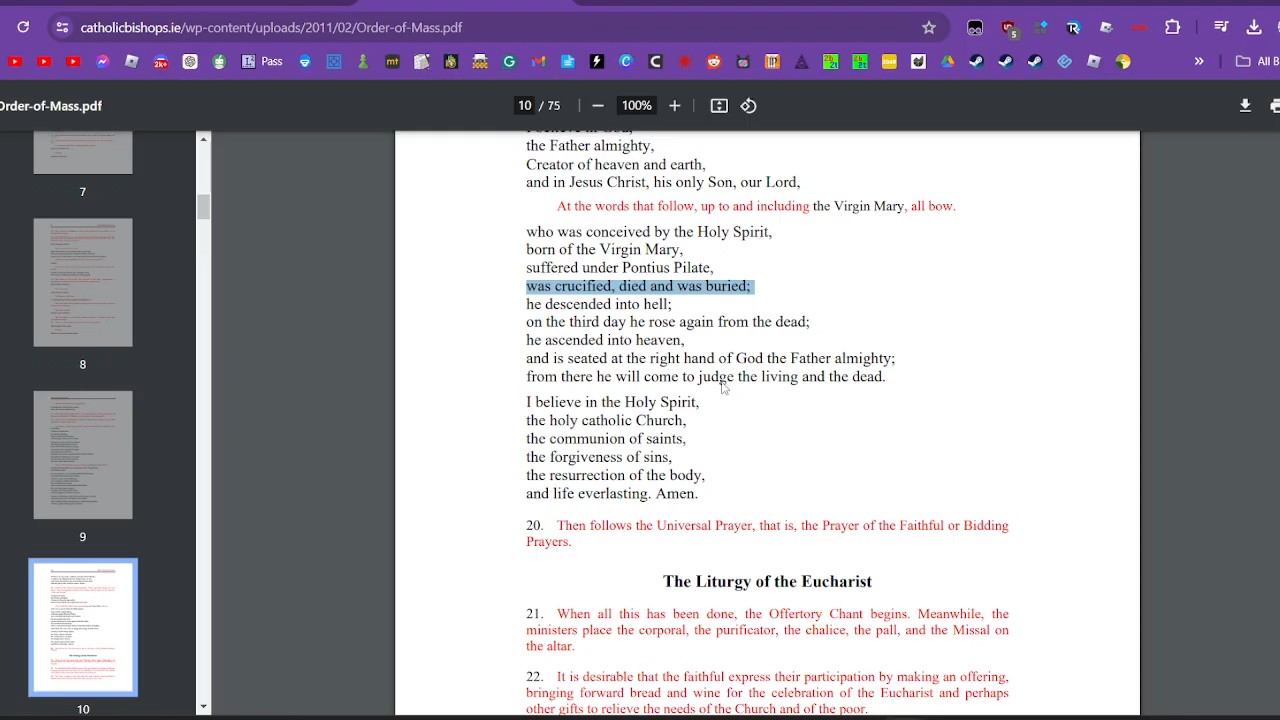 catholicbishops.ie/wp-content/uploads/2011/02/Order-of-Mass.pdf
5
2K+
Pass
mt
2b
2t
2b
2t
All B
Order-of-Mass.pdf
10 / 75
100%
7
8
9
10
I believe in God,
the Father almighty,
Creator of heaven and earth,
and in Jesus Christ, his only Son, our Lord,
At the words that follow, up to and including the Virgin Mary, all bow.
who was conceived by the Holy Spirit,
born of the Virgin Mary,
suffered under Pontius Pilate,
was crucified, died and was buried;
he descended into hell;
on the third day he rose again from the dead;
he ascended into heaven,
and is seated at the right hand of God the Father almighty;
from there he will come to judge the living and the dead.
I believe in the Holy Spirit,
the holy catholic Church,
the communion of saints,
the forgiveness of sins,
the resurrection of the body,
and life everlasting. Amen.
20. Then follows the Universal Prayer, that is, the Prayer of the Faithful or Bidding
Prayers.
The Liturgy of the Eucharist
21. When all this has been done, the Offertory Chant begins. Meanwhile, the
ministers place the corporal, the purificator, the chalice, the pall, and the Missal on
the altar.
22. It is desirable that the faithful express their participation by making an offering,
bringing forward bread and wine for the celebration of the Eucharist and perhaps
other gifts to relieve the needs of the Church and of the poor.